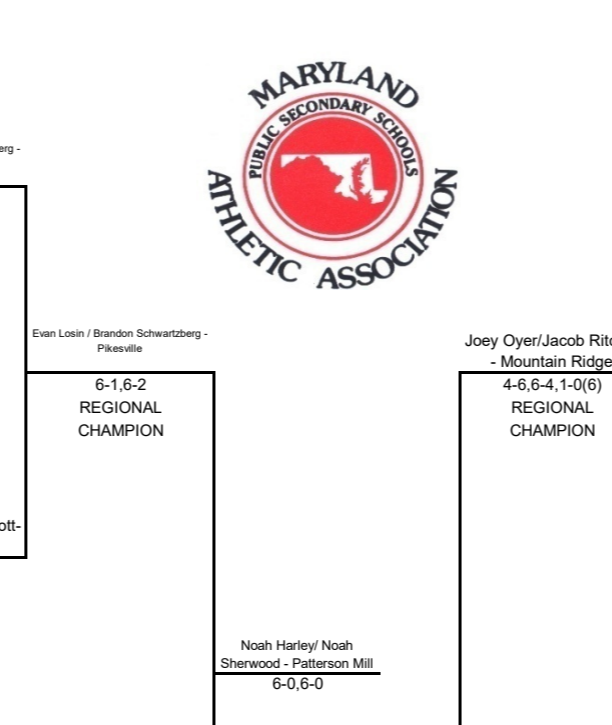 MARYLAND
PUBLIC SECONDARY SCHOOLS
ATHLETIC ASSOCIATION
Evan Losin / Brandon Schwartzberg -
Pikesville
6-1,6-2
REGIONAL
CHAMPION
Joey Oyer/Jacob
- Mountain Ridge
4-6,6-4,1-0(6)
REGIONAL
CHAMPION
Noah Harley/ Noah
Sherwood - Patterson Mill
6-0,6-0